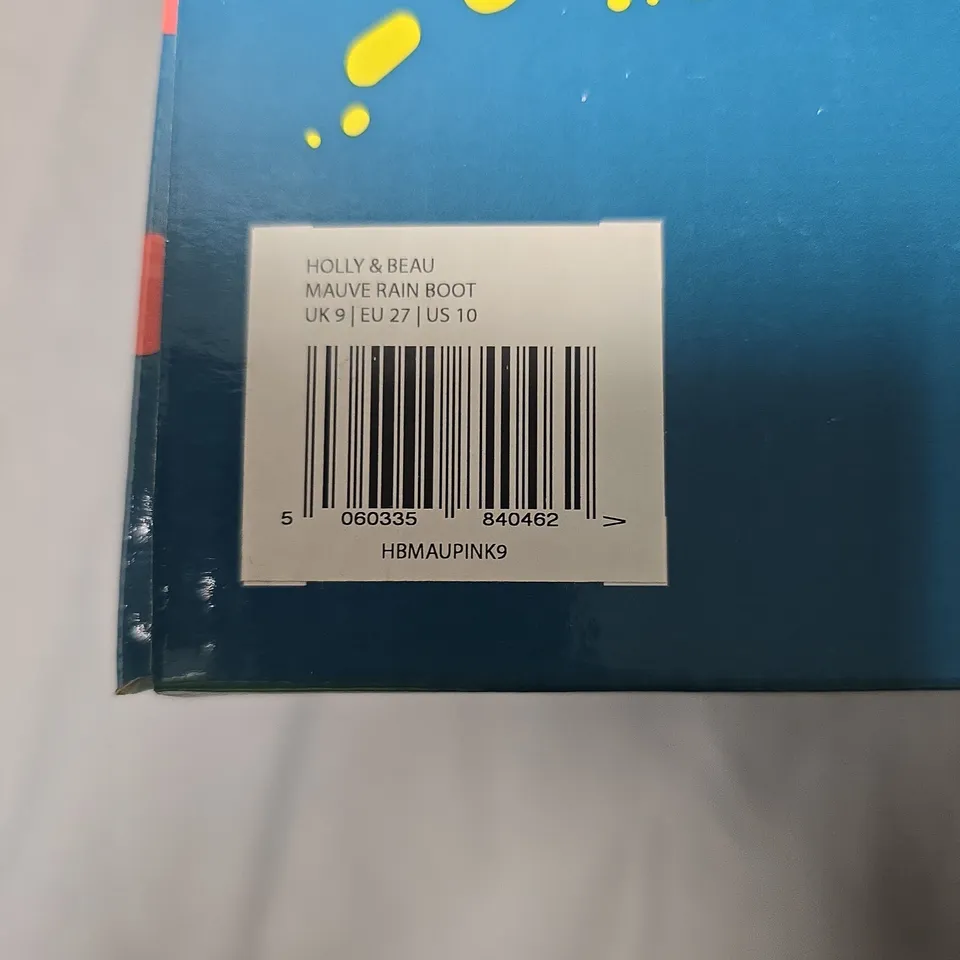 HOLLY & BEAU
MAUVE RAIN BOOT
UK 9 | EU 27 | US 10
5 060335 840462 >
HBMAUPINK9